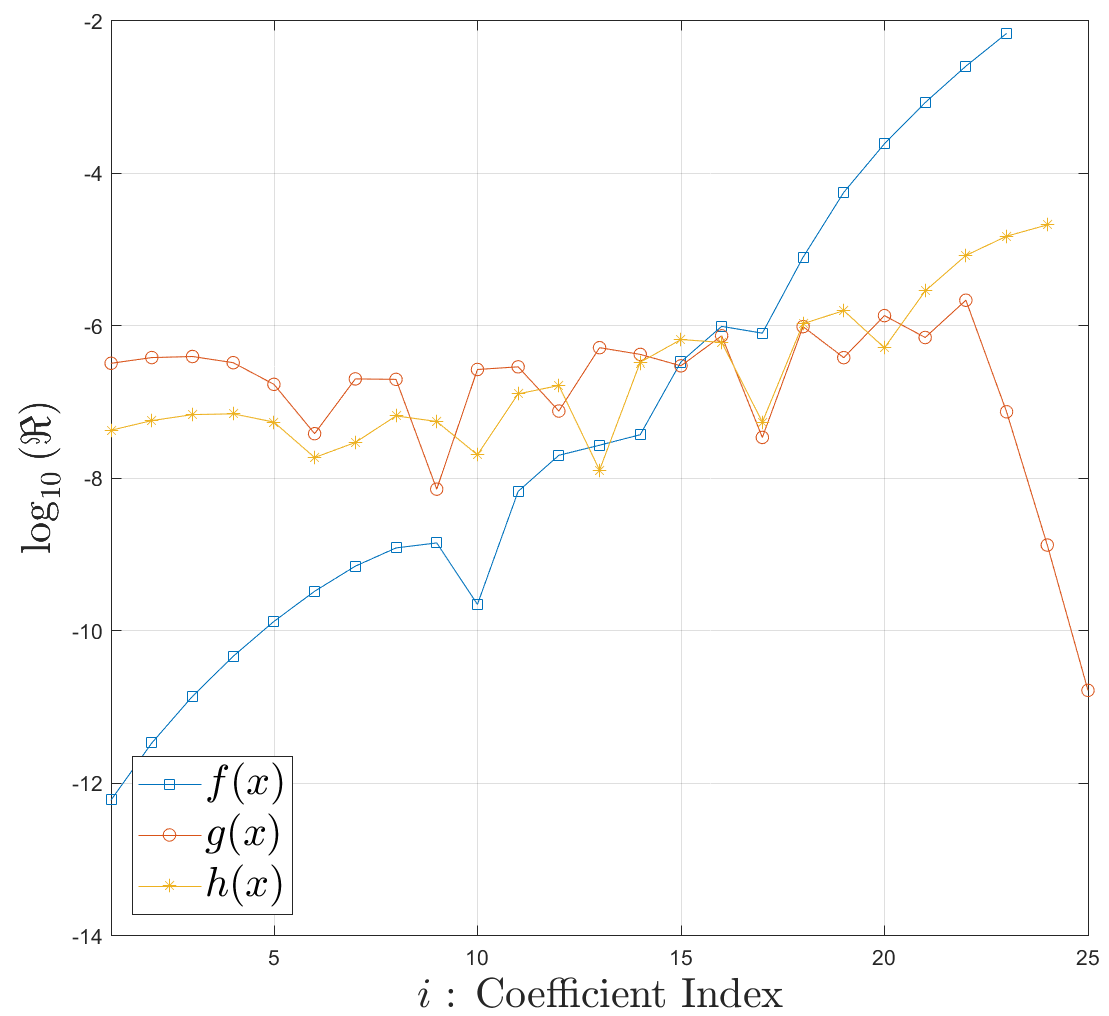 -2
-4
-6
-8
-10
-12
-14
log₁₀ (ℜ)
f(x)
g(x)
h(x)
5 10 15 20 25
i : Coefficient Index